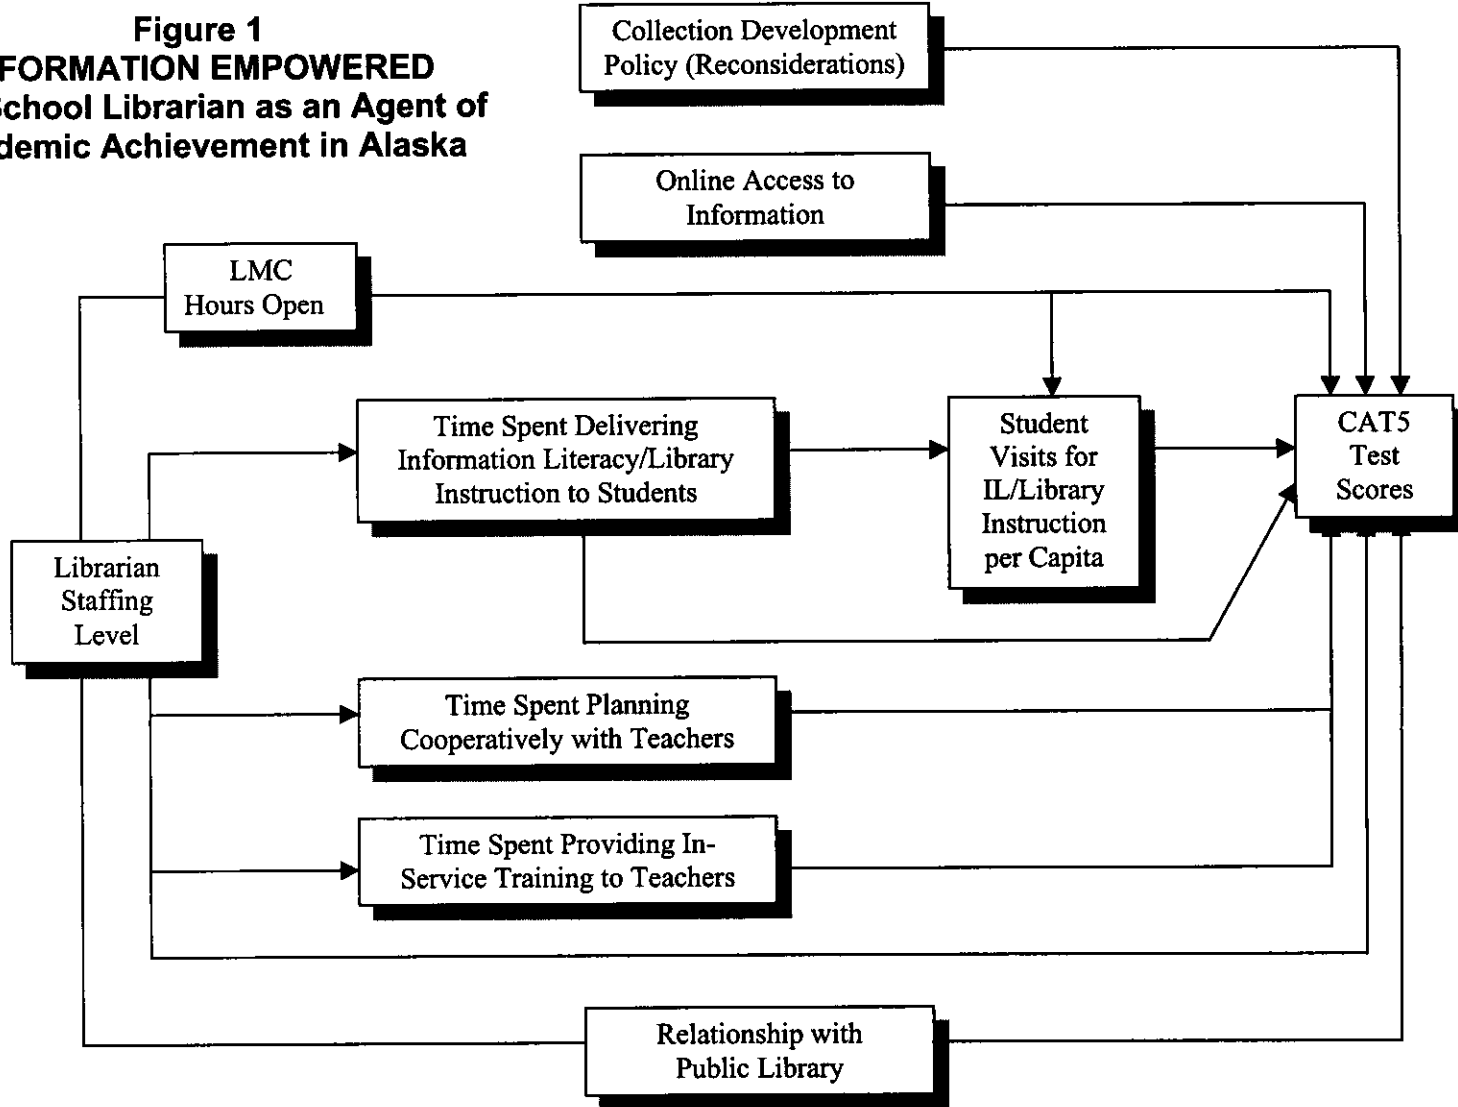 Figure 1
FORMATION EMPOWERED
School Librarian as an Agent of
demic Achievement in Alaska
Collection Development
Policy (Reconsiderations)
Online Access to
Information
LMC
Hours Open
Time Spent Delivering
Information Literacy/Library
Instruction to Students
Student
Visits for
IL/Library
Instruction
per Capita
CAT5
Test
Scores
Librarian
Staffing
Level
Time Spent Planning
Cooperatively with Teachers
Time Spent Providing In-
Service Training to Teachers
Relationship with
Public Library